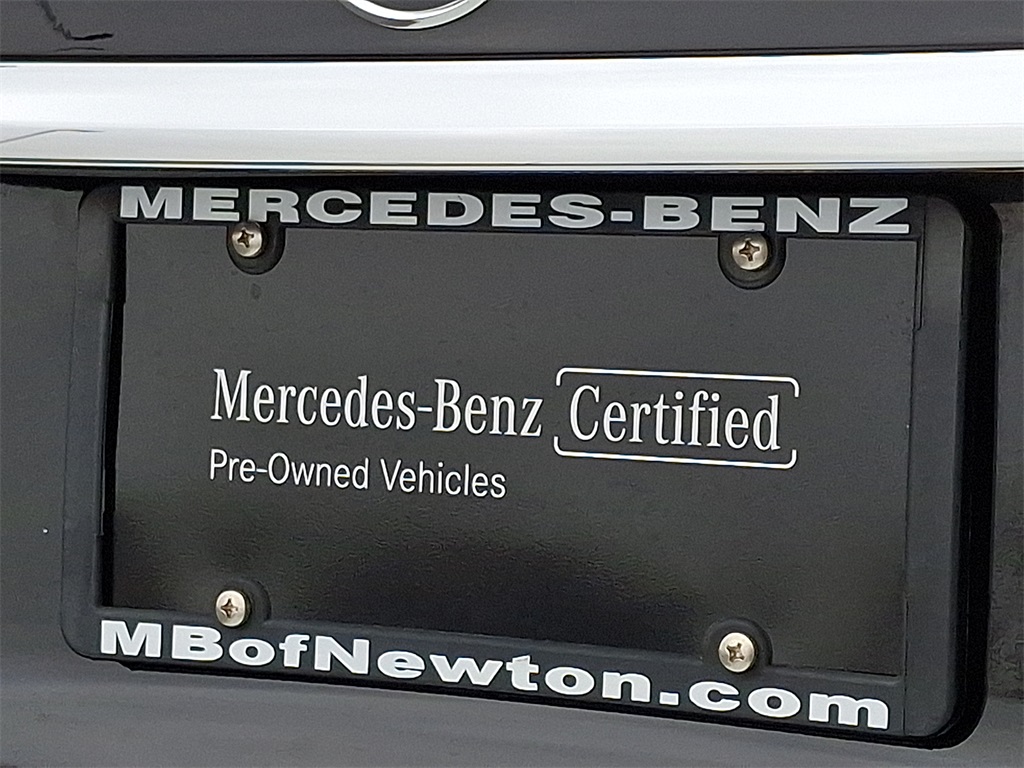 MERCEDES-BENZ
Mercedes-Benz Certified
Pre-Owned Vehicles
MBofNewton.com